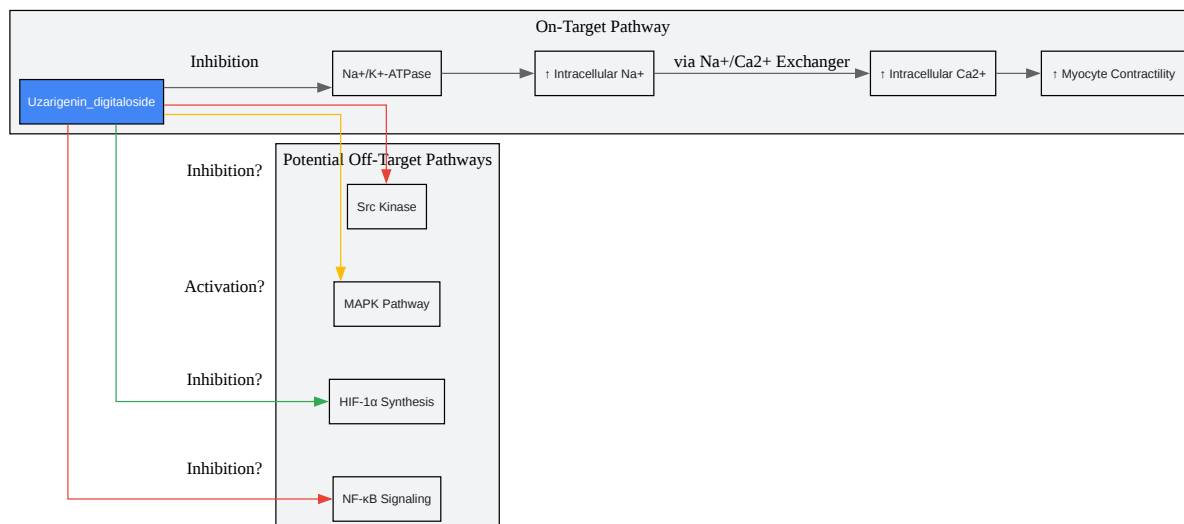 On-Target Pathway
Inhibition
via Na+/Ca2+ Exchanger
Na+/K+-ATPase
↑ Intracellular Na+
↑ Intracellular Ca2+
↑ Myocyte Contractility
Uzarigenin_digitaloside
Potential Off-Target Pathways
Inhibition?
Src Kinase
Activation?
MAPK Pathway
Inhibition?
HIF-1α Synthesis
Inhibition?
NF-κB Signaling